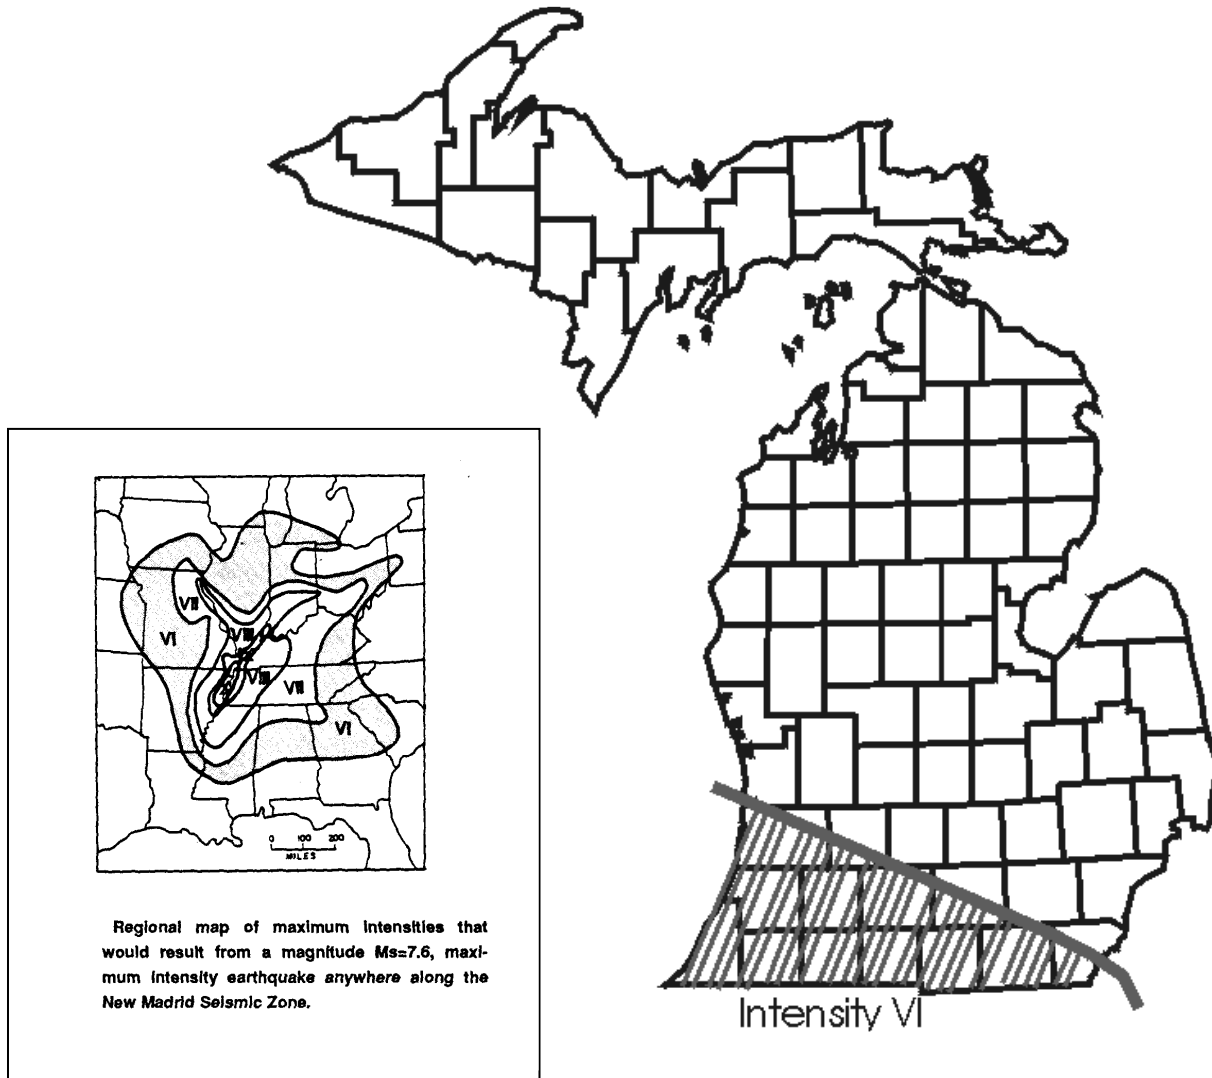 VII
VI
VIII
VIII
VII
VI
0 100 200
MILES
Regional map of maximum intensities that
would result from a magnitude Ms=7.6, maxi-
mum intensity earthquake anywhere along the
New Madrid Seismic Zone.
Intensity VI